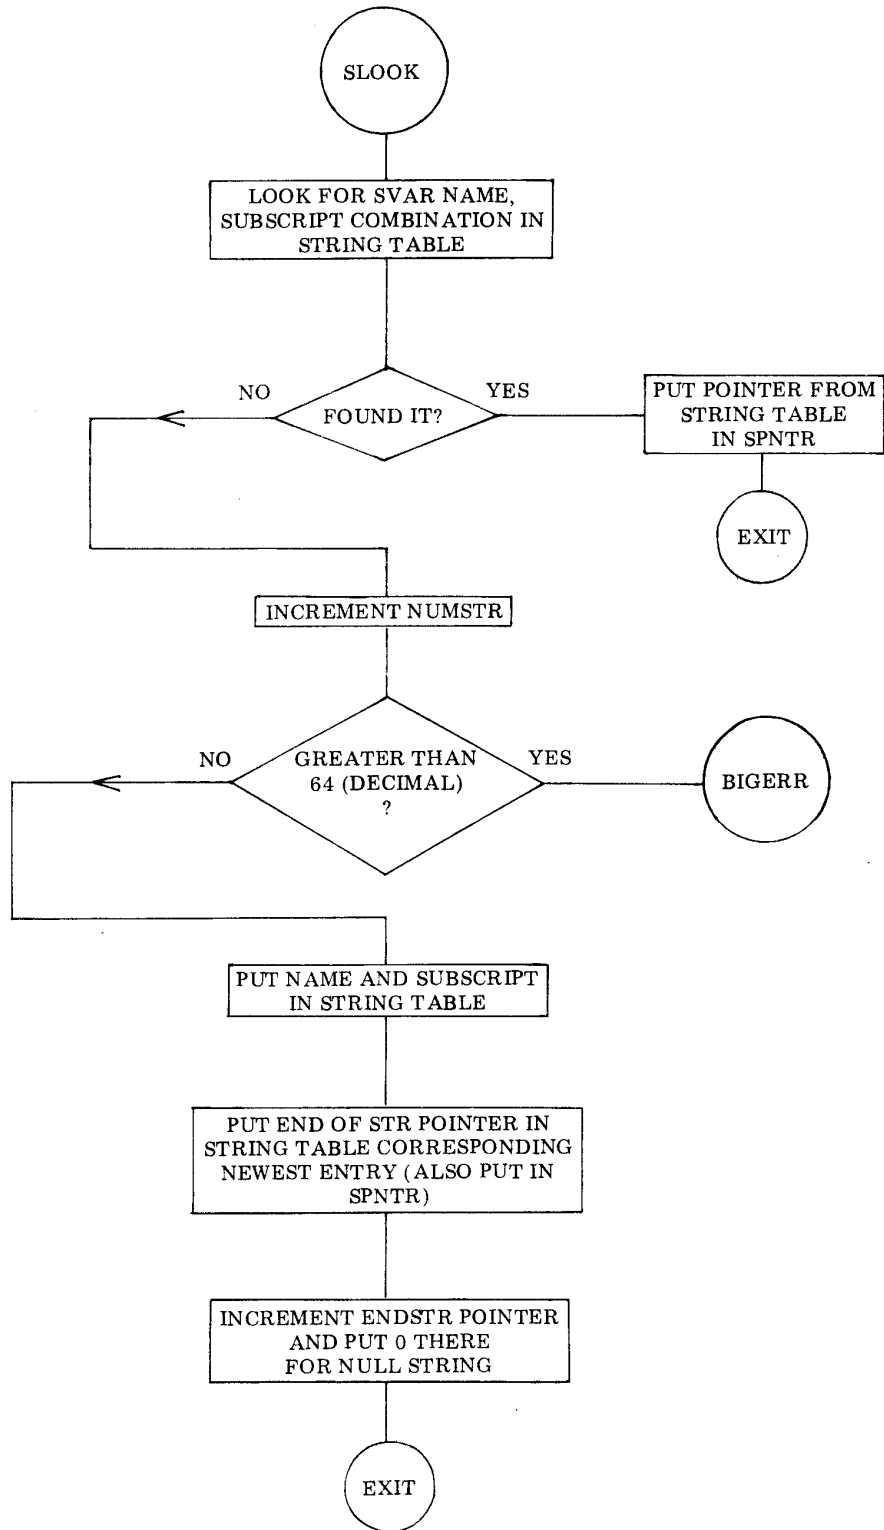 SLOOK
LOOK FOR SVAR NAME,
SUBSCRIPT COMBINATION IN
STRING TABLE
NO
FOUND IT?
YES
PUT POINTER FROM
STRING TABLE
IN SPNTR
EXIT
INCREMENT NUMSTR
NO
GREATER THAN
64 (DECIMAL)
?
YES
BIGERR
PUT NAME AND SUBSCRIPT
IN STRING TABLE
PUT END OF STR POINTER IN
STRING TABLE CORRESPONDING
NEWEST ENTRY (ALSO PUT IN
SPNTR)
INCREMENT ENDSTR POINTER
AND PUT 0 THERE
FOR NULL STRING
EXIT